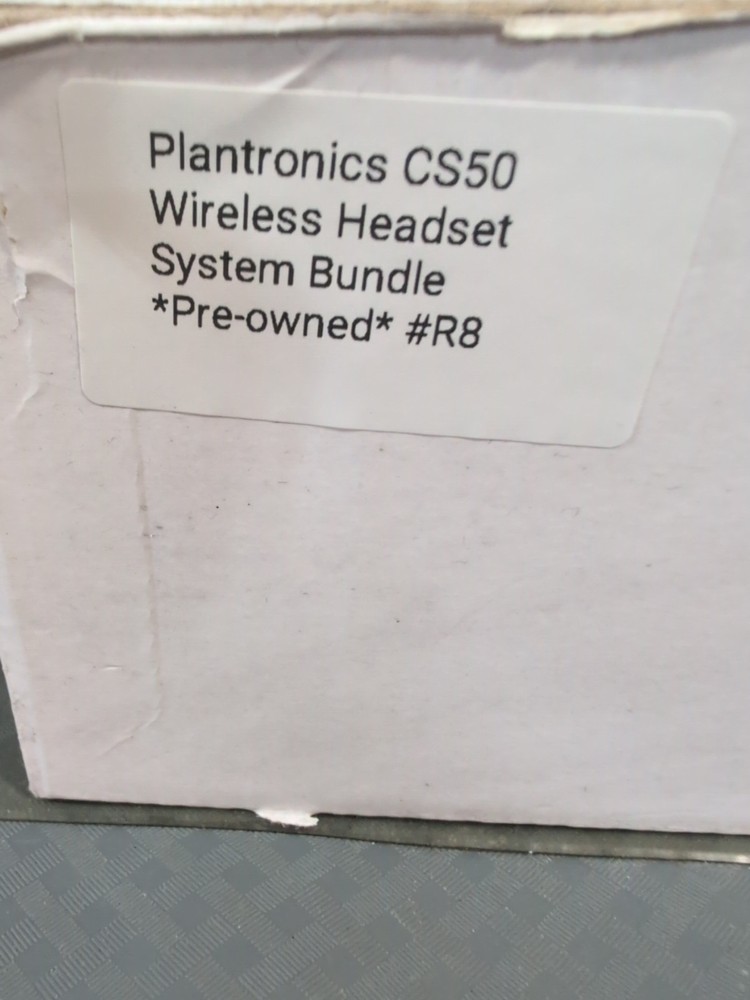 Plantronics CS50
Wireless Headset
System Bundle
*Pre-owned* #R8